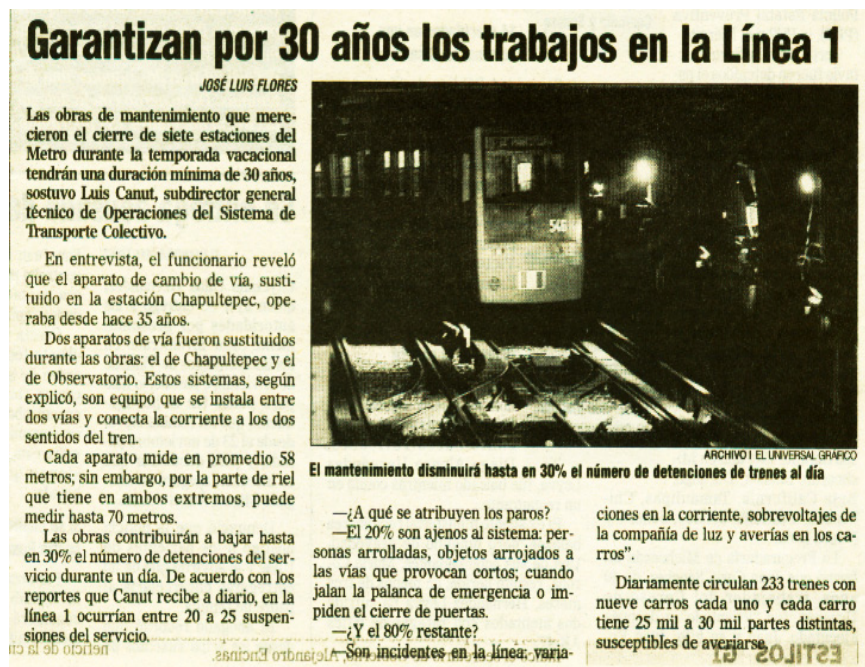 Garantizan por 30 años los trabajos en la Línea 1
JOSÉ LUIS FLORES
Las obras de mantenimiento que mere-
cieron el cierre de siete estaciones del
Metro durante la temporada vacacional
tendrán una duración mínima de 30 años,
sostuvo Luis Canut, subdirector general
técnico de Operaciones del Sistema de
Transporte Colectivo.
En entrevista, el funcionario reveló
que el aparato de cambio de vía, susti-
tuido en la estación Chapultepec, ope-
raba desde hace 35 años.
Dos aparatos de vía fueron sustituidos
durante las obras: el de Chapultepec y el
de Observatorio. Estos sistemas, según
explicó, son equipo que se instala entre
dos vías y conecta la corriente a los dos
sentidos del tren.
Cada aparato mide en promedio 58
metros; sin embargo, por la parte de riel
que tiene en ambos extremos, puede
medir hasta 70 metros.
Las obras contribuirán a bajar hasta
en 30% el número de detenciones del ser-
vicio durante un día. De acuerdo con los
reportes que Canut recibe a diario, en la
línea 1 ocurrían entre 20 a 25 suspen-
siones del servicio.
546
ARCHIVO I EL UNIVERSAL GRÁFICO
El mantenimiento disminuirá hasta en 30% el número de detenciones de trenes al día
—¿A qué se atribuyen los paros?
—El 20% son ajenos al sistema: per-
sonas arrolladas, objetos arrojados a
las vías que provocan cortos; cuando
jalan la palanca de emergencia o im-
piden el cierre de puertas.
—¿Y el 80% restante?
—Son incidentes en la línea: varia-
ciones en la corriente, sobrevoltajes de
la compañía de luz y averías en los ca-
rros”.
Diariamente circulan 233 trenes con
nueve carros cada uno y cada carro
tiene 25 mil a 30 mil partes distintas,
susceptibles de averiarse.
ESTILOS G1
Alejandro Encinas.
neficio de la ciu